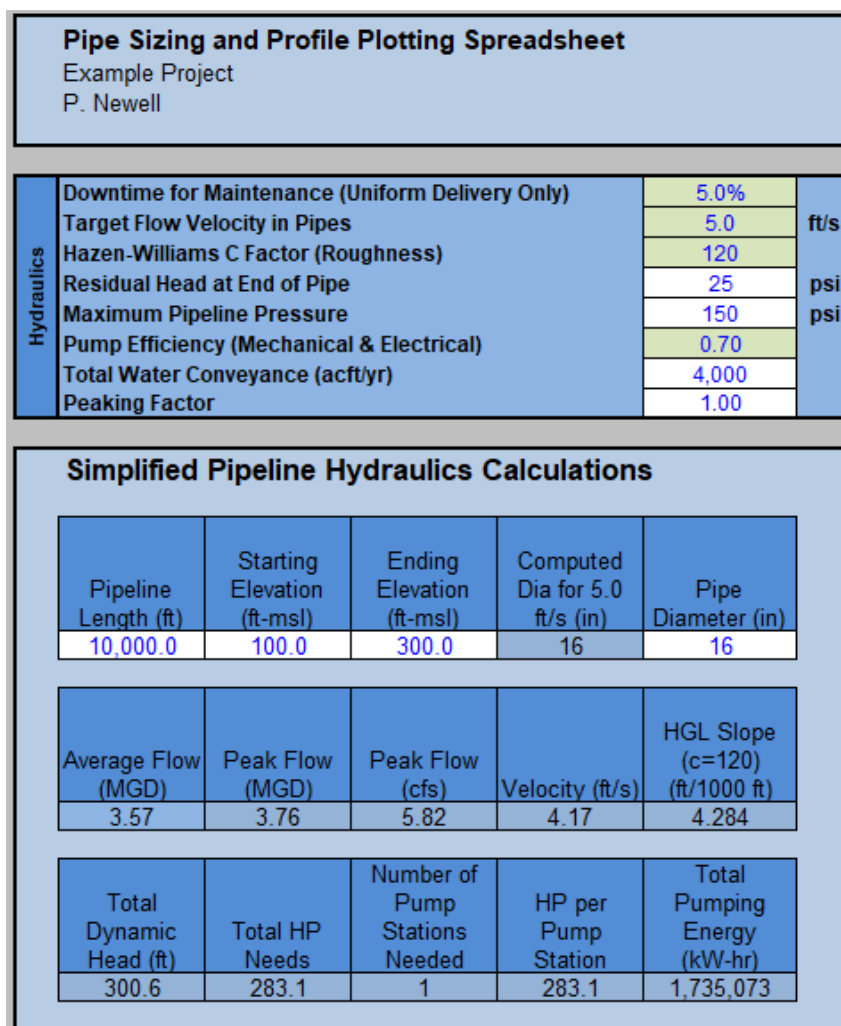 Pipe Sizing and Profile Plotting Spreadsheet
Example Project
P. Newell
Hydraulics
Downtime for Maintenance (Uniform Delivery Only) 5.0%
Target Flow Velocity in Pipes 5.0 ft/s
Hazen-Williams C Factor (Roughness) 120
Residual Head at End of Pipe 25 psi
Maximum Pipeline Pressure 150 psi
Pump Efficiency (Mechanical & Electrical) 0.70
Total Water Conveyance (acft/yr) 4,000
Peaking Factor 1.00
Simplified Pipeline Hydraulics Calculations
Starting Ending Computed
Pipeline Elevation Elevation Dia for 5.0 Pipe
Length (ft) (ft-msl) (ft-msl) ft/s (in) Diameter (in)
10,000.0 100.0 300.0 16 16
HGL Slope
Average Flow Peak Flow Peak Flow (c=120)
(MGD) (MGD) (cfs) Velocity (ft/s) (ft/1000 ft)
3.57 3.76 5.82 4.17 4.284
Number of Total
Total Pump HP per Pumping
Dynamic Total HP Stations Pump Energy
Head (ft) Needs Needed Station (kW-hr)
300.6 283.1 1 283.1 1,735,073